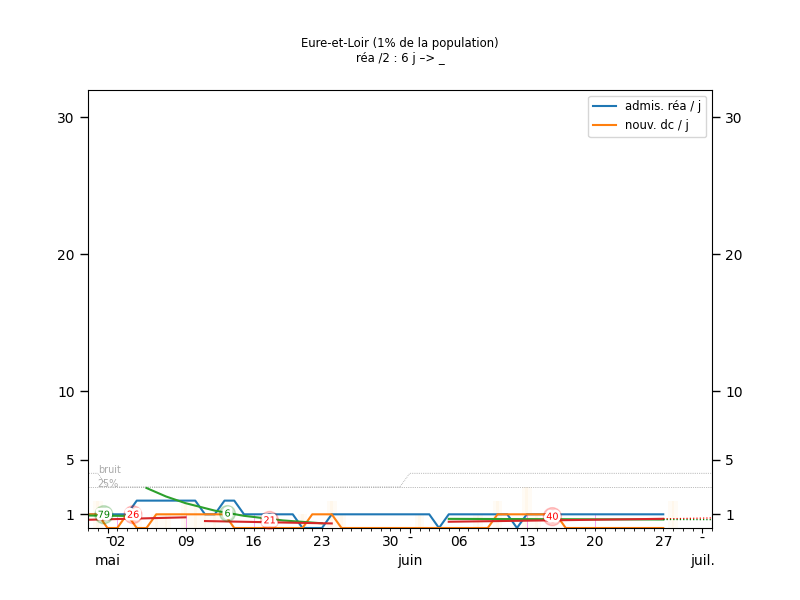 Eure-et-Loir (1% de la population)
réa /2 : 6 j –> _
admis. réa / j
nouv. dc / j
30
30
20
20
10
10
5
5
1
1
bruit
25%
79
26
6
21
40
- 02 09 16 23 30 - 06 13 20 27 -
mai juin juil.